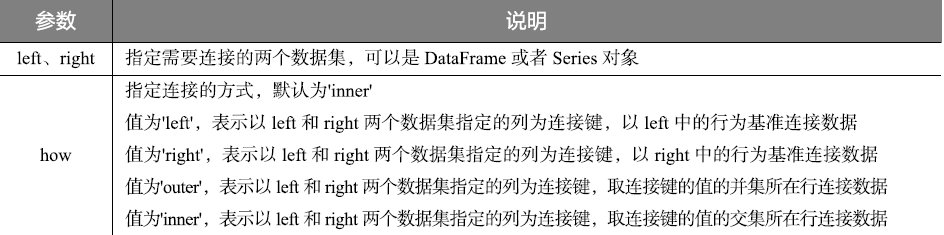 参数 说明
left、right 指定需要连接的两个数据集，可以是 DataFrame 或者 Series 对象
指定连接的方式，默认为'inner'
值为'left'，表示以 left 和 right 两个数据集指定的列为连接键，以 left 中的行为基准连接数据
how 值为'right'，表示以 left 和 right 两个数据集指定的列为连接键，以 right 中的行为基准连接数据
值为'outer'，表示以 left 和 right 两个数据集指定的列为连接键，取连接键的值的并集所在行连接数据
值为'inner'，表示以 left 和 right 两个数据集指定的列为连接键，取连接键的值的交集所在行连接数据